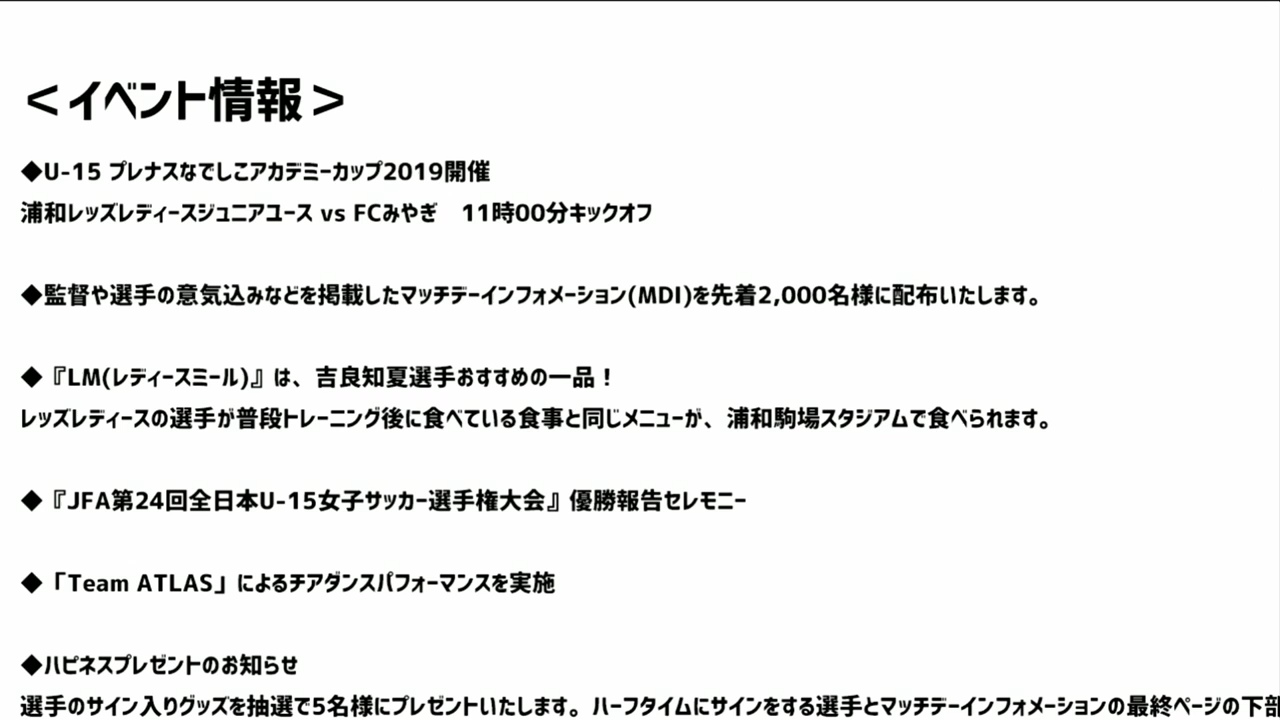 ＜イベント情報＞
◆U-15 プレナスなでしこアカデミーカップ2019開催
浦和レッズレディースジュニアユース vs FCみやぎ　11時00分キックオフ
◆監督や選手の意気込みなどを掲載したマッチデーインフォメーション(MDI)を先着2,000名様に配布いたします。
◆『LM(レディースミール)』は、吉良知夏選手おすすめの一品！
レッズレディースの選手が普段トレーニング後に食べている食事と同じメニューが、浦和駒場スタジアムで食べられます。
◆『JFA第24回全日本U-15女子サッカー選手権大会』優勝報告セレモニー
◆「Team ATLAS」によるチアダンスパフォーマンスを実施
◆ハピネスプレゼントのお知らせ
選手のサイン入りグッズを抽選で5名様にプレゼントいたします。ハーフタイムにサインをする選手とマッチデーインフォメーションの最終ページの下部